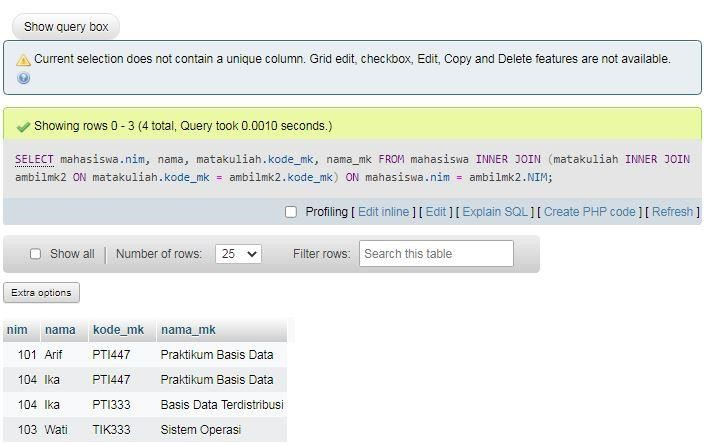 Show query box
Current selection does not contain a unique column. Grid edit, checkbox, Edit, Copy and Delete features are not available.
Showing rows 0 - 3 (4 total, Query took 0.0010 seconds.)
SELECT mahasiswa.nim, nama, matakuliah.kode_mk, nama_mk FROM mahasiswa INNER JOIN (matakuliah INNER JOIN
ambilmk2 ON matakuliah.kode_mk = ambilmk2.kode_mk) ON mahasiswa.nim = ambilmk2.NIM;
Profiling [ Edit inline ] [ Edit ] [ Explain SQL ] [ Create PHP code ] [ Refresh ]
Show all Number of rows: 25 Filter rows: Search this table
Extra options
nim nama kode_mk nama_mk
101 Arif PTI447 Praktikum Basis Data
104 Ika PTI447 Praktikum Basis Data
104 Ika PTI333 Basis Data Terdistribusi
103 Wati TIK333 Sistem Operasi